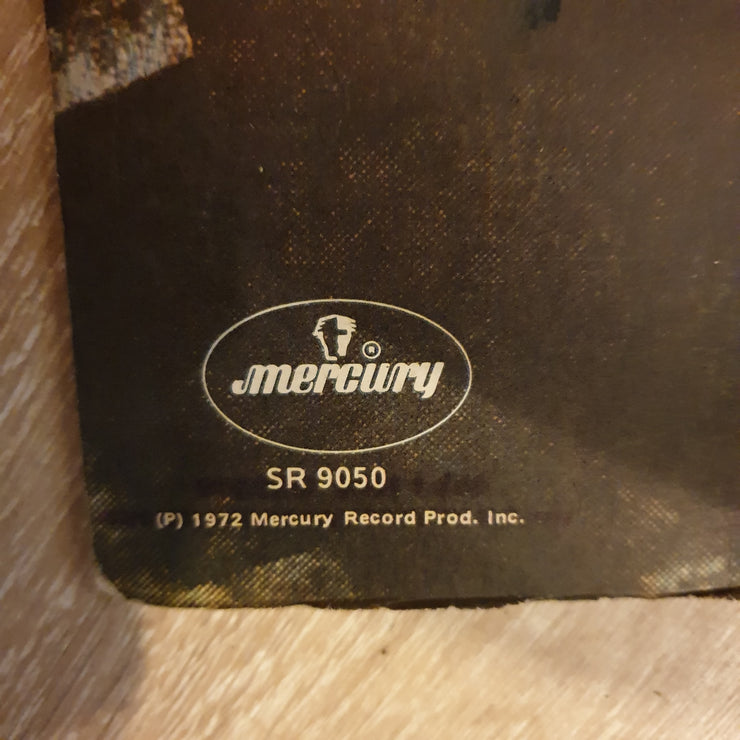 mercury ®
SR 9050
(P) 1972 Mercury Record Prod. Inc.